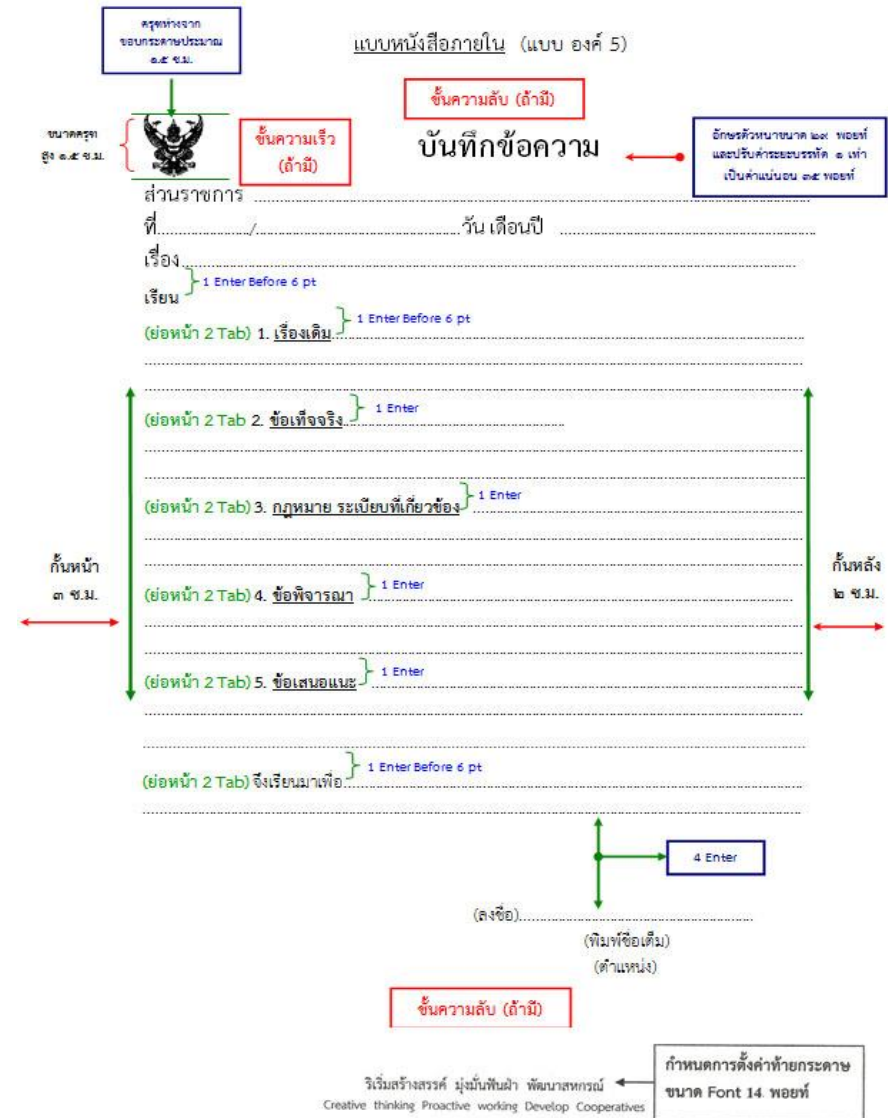 ครุฑห่างจาก
ขอบกระดาษประมาณ
๑.๕ ซ.ม.
แบบหนังสือภายใน (แบบ องค์ 5)
ชั้นความลับ (ถ้ามี)
ขนาดครุฑ
สูง ๑.๕ ซ.ม.
ชั้นความเร็ว
(ถ้ามี)
บันทึกข้อความ
อักษรตัวหนาขนาด ๒๙ พอยท์
และปรับค่าระยะบรรทัด ๑ เท่า
เป็นค่าแน่นอน ๓๕ พอยท์
ส่วนราชการ
ที่........................./.......................................................วัน เดือนปี
เรื่อง
1 Enter Before 6 pt
เรียน
1 Enter Before 6 pt
(ย่อหน้า 2 Tab) 1. เรื่องเดิม
1 Enter
(ย่อหน้า 2 Tab 2. ข้อเท็จจริง
1 Enter
(ย่อหน้า 2 Tab) 3. กฎหมาย ระเบียบที่เกี่ยวข้อง
กั้นหน้า
๓ ซ.ม.
กั้นหลัง
๒ ซ.ม.
1 Enter
(ย่อหน้า 2 Tab) 4. ข้อพิจารณา
1 Enter
(ย่อหน้า 2 Tab) 5. ข้อเสนอแนะ
1 Enter Before 6 pt
(ย่อหน้า 2 Tab) จึงเรียนมาเพื่อ
4 Enter
(ลงชื่อ)
(พิมพ์ชื่อเต็ม)
(ตำแหน่ง)
ชั้นความลับ (ถ้ามี)
กำหนดการตั้งค่าท้ายกระดาษ
ขนาด Font 14 พอยท์
ริเริ่มสร้างสรรค์ มุ่งมั่นฟันฝ่า พัฒนาสหกรณ์
Creative thinking Proactive working Develop Cooperatives